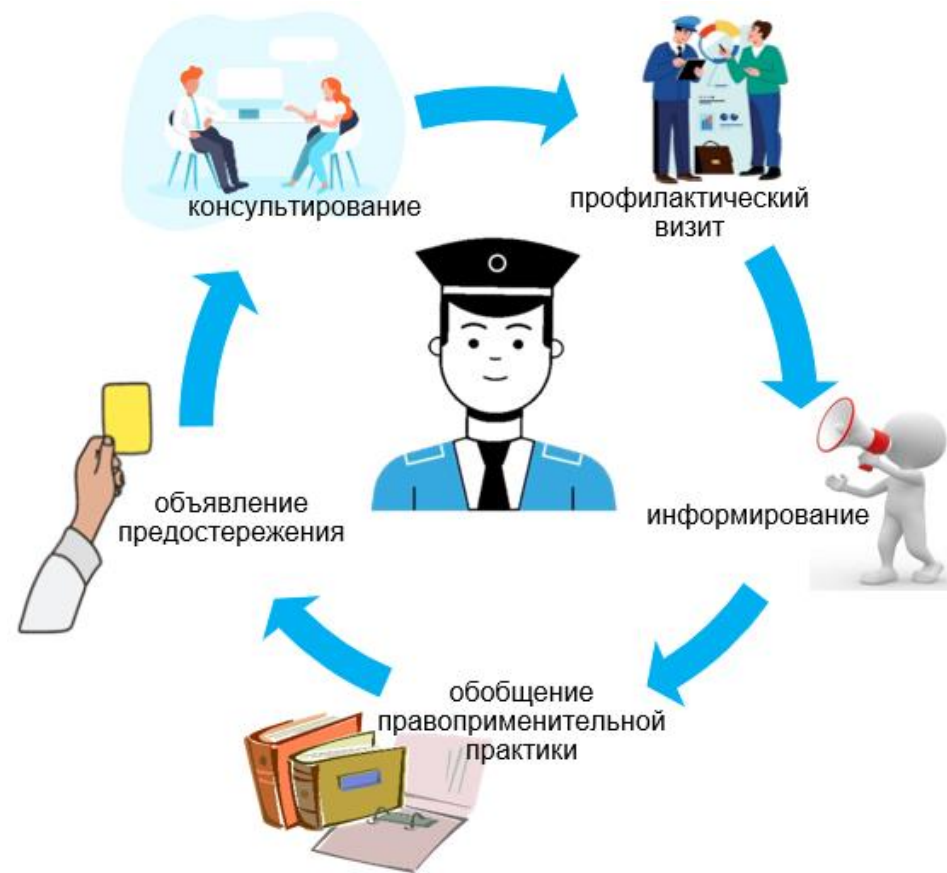 консультирование
профилактический
визит
информирование
обобщение
правоприменительной
практики
объявление
предостережения